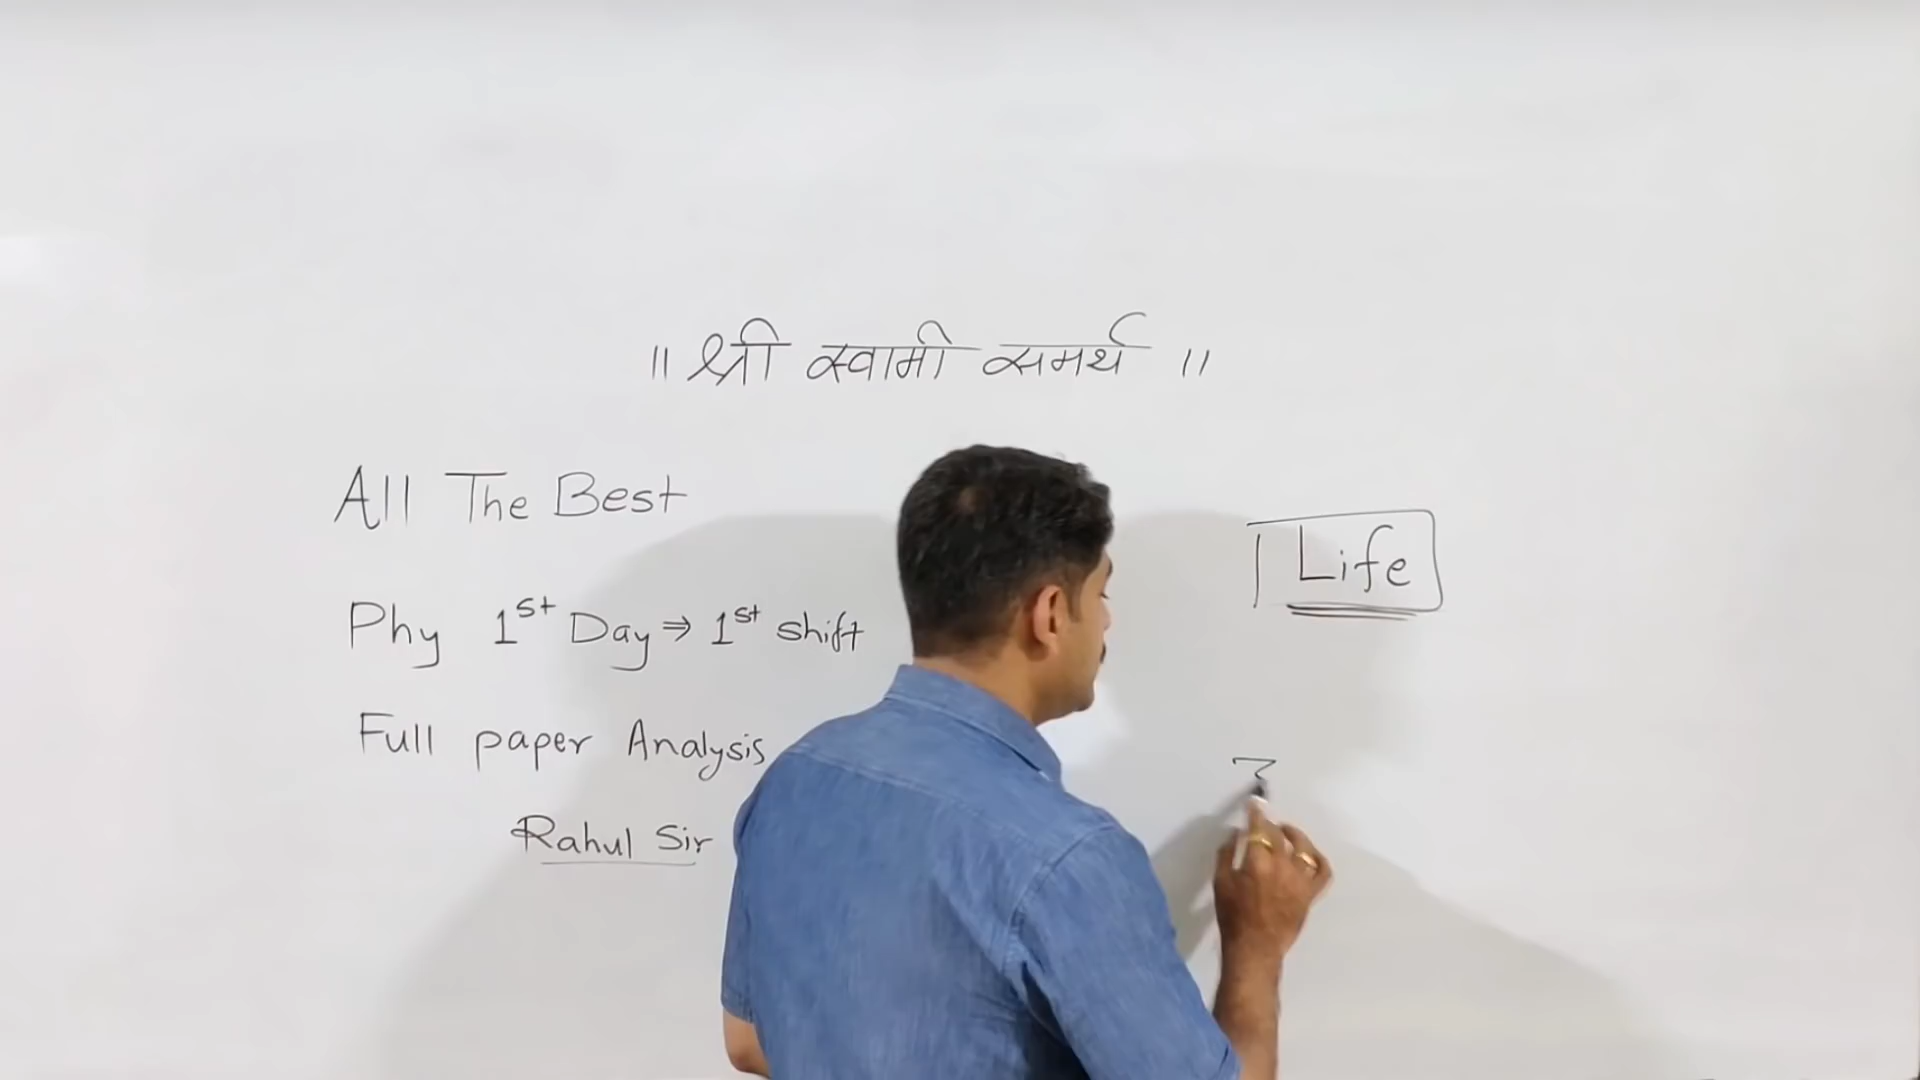 ॥ श्री स्वामी समर्थ ॥
All The Best
Life
Phy 1st Day ⇒ 1st shift
Full paper Analysis
Rahul Sir